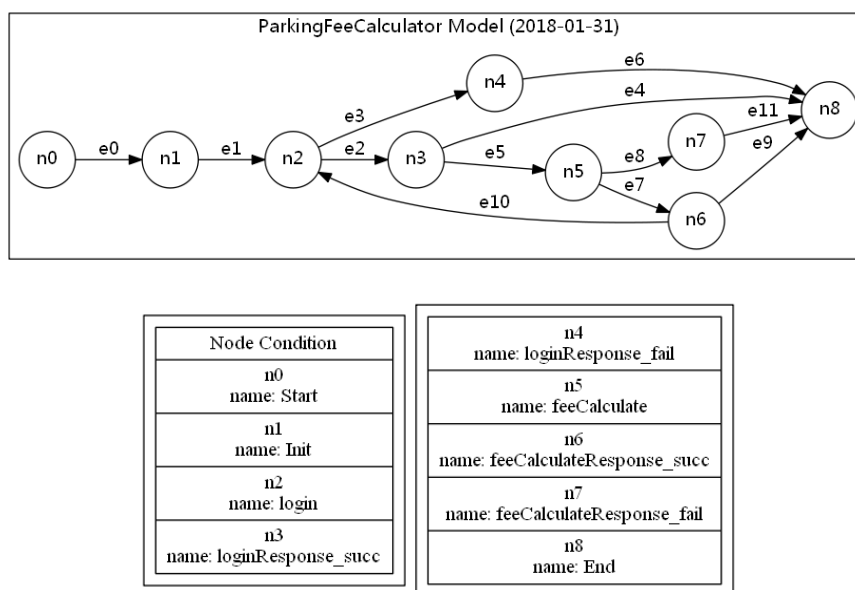 ParkingFeeCalculator Model (2018-01-31)
n4
e6
n8
e3
e4
e11
n7
n0
e0
n1
e1
n2
e2
n3
e5
n5
e8
e9
e7
e10
n6
Node Condition
n0
name: Start
n1
name: Init
n2
name: login
n3
name: loginResponse_succ
n4
name: loginResponse_fail
n5
name: feeCalculate
n6
name: feeCalculateResponse_succ
n7
name: feeCalculateResponse_fail
n8
name: End